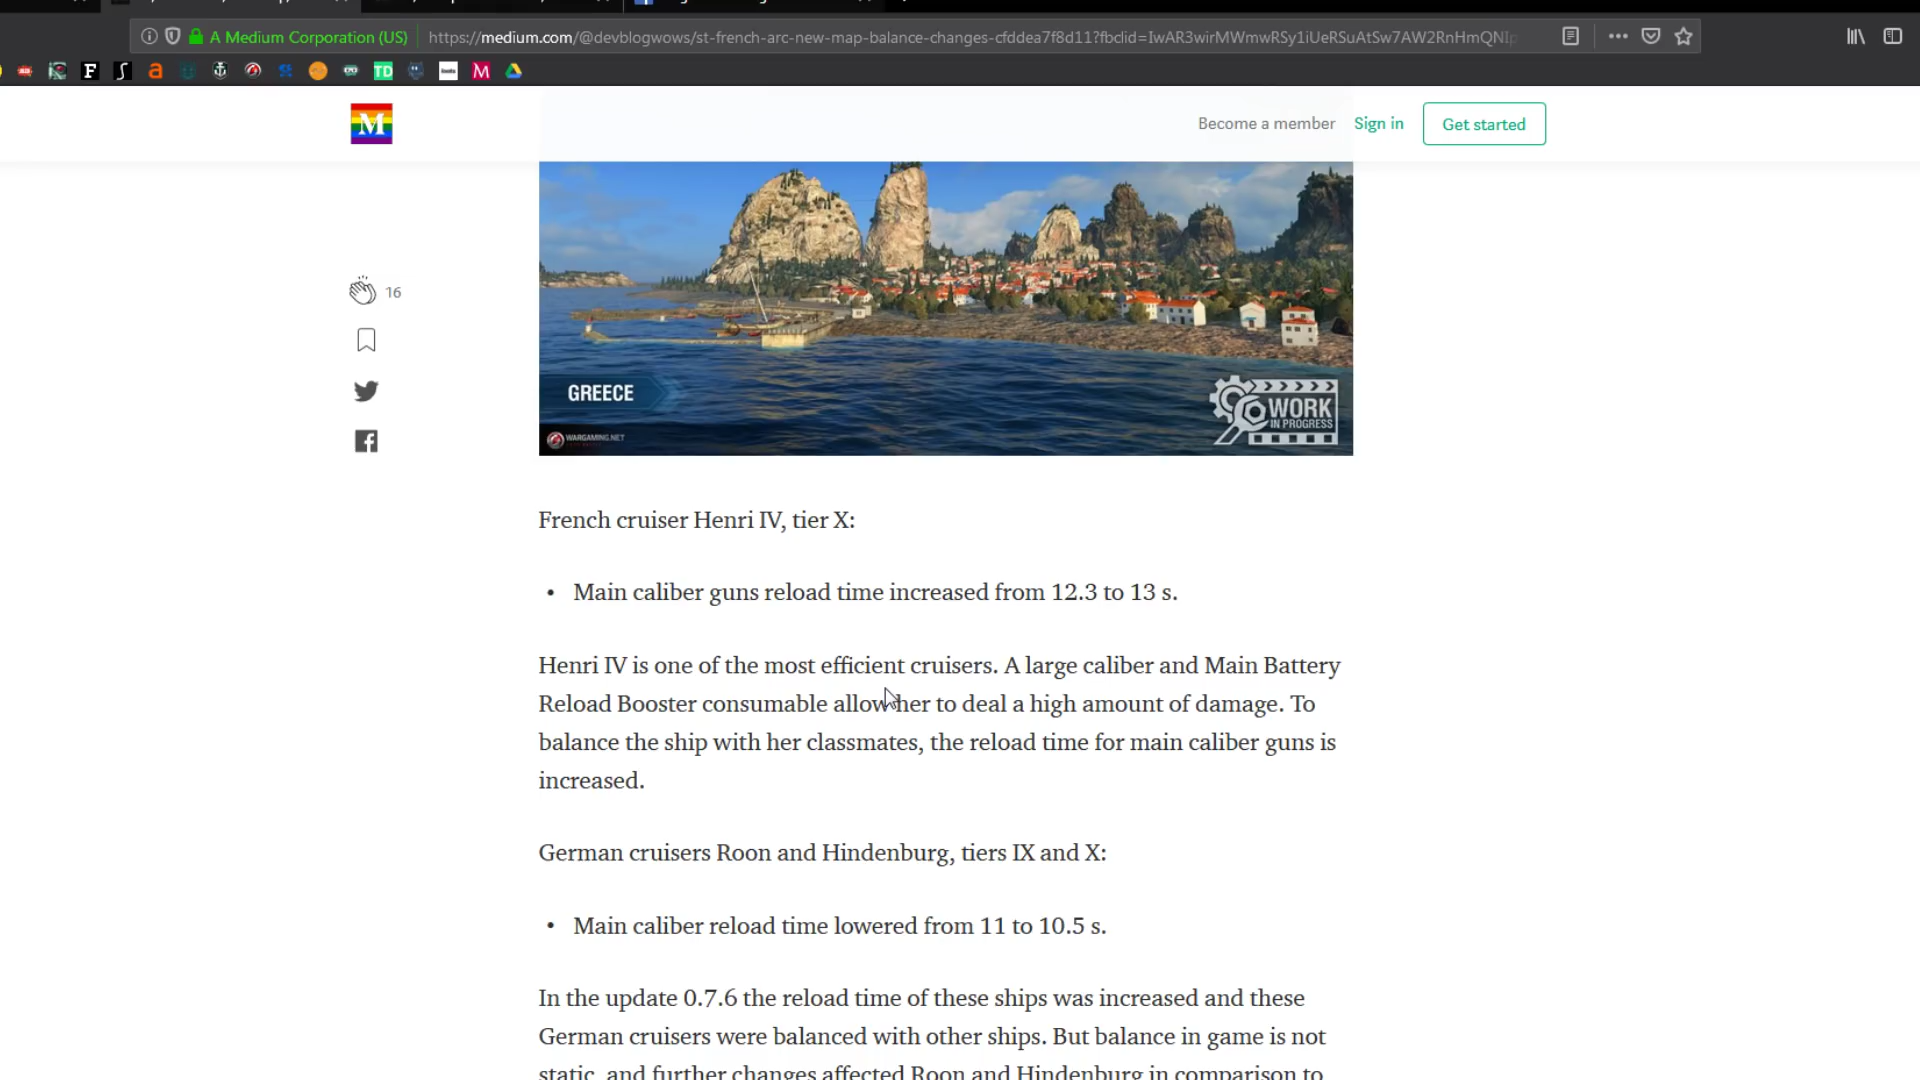 A Medium Corporation (US)
https://medium.com/@devblogwows/st-french-arc-new-map-balance-changes-cfddea7f8d11?fbclid=IwAR3wirMWmwRSy1iUeRSuAtSw7AW2RnHmQNIp
F
TD
M
M
Become a member
Sign in
Get started
16
GREECE
WORK
IN PROGRESS
WARGAMING.NET
French cruiser Henri IV, tier X:
• Main caliber guns reload time increased from 12.3 to 13 s.
Henri IV is one of the most efficient cruisers. A large caliber and Main Battery
Reload Booster consumable allow her to deal a high amount of damage. To
balance the ship with her classmates, the reload time for main caliber guns is
increased.
German cruisers Roon and Hindenburg, tiers IX and X:
• Main caliber reload time lowered from 11 to 10.5 s.
In the update 0.7.6 the reload time of these ships was increased and these
German cruisers were balanced with other ships. But balance in game is not
static, and further changes affected Roon and Hindenburg in comparison to